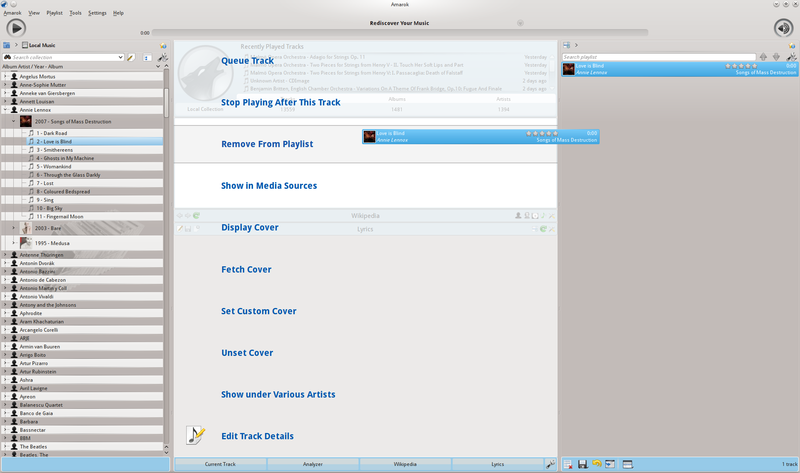 Amarok
Amarok View Playlist Tools Settings Help
Rediscover Your Music
0:00
Local Music
Search collection
Album Artist / Year - Album
Angelus Mortus
Anne-Sophie Mutter
Anneke van Giersbergen
Annett Louisan
Annie Lennox
2007 - Songs of Mass Destruction
1 - Dark Road
2 - Love is Blind
3 - Smithereens
4 - Ghosts in My Machine
5 - Womankind
6 - Through the Glass Darkly
7 - Lost
8 - Coloured Bedspread
9 - Sing
10 - Big Sky
11 - Fingernail Moon
2003 - Bare
1995 - Medusa
Antenne Thüringen
Antonín Dvorák
Antonio Bazzini
Antonio de Cabezon
Antonio Vivaldi
Antony and the Johnsons
Aphrodite
Aram Khachaturian
Arcangelo Corelli
Armin van Buuren
Arrigo Boito
Artur Pizarro
Artur Rubinstein
Ashra
Avril Lavigne
Ayreon
Balanescu Quartet
Banco de Gaia
Barbara
Bassnectar
BBM
The Beatles
Beatles, The
Recently Played Tracks
Queue Track
Yesterday
Yesterday
Yesterday
2 days ago
2 days ago
Stop Playing After This Track
Local Collection
Albums
Artists
Remove From Playlist
Love is Blind
0:00
Annie Lennox
Songs of Mass Destruction
Show in Media Sources
Wikipedia
Display Cover
Lyrics
Fetch Cover
Set Custom Cover
Unset Cover
Show under Various Artists
Edit Track Details
Current Track
Analyzer
Wikipedia
Lyrics
Search playlist
Love is Blind
0:00
Annie Lennox
Songs of Mass Destruction
1 track